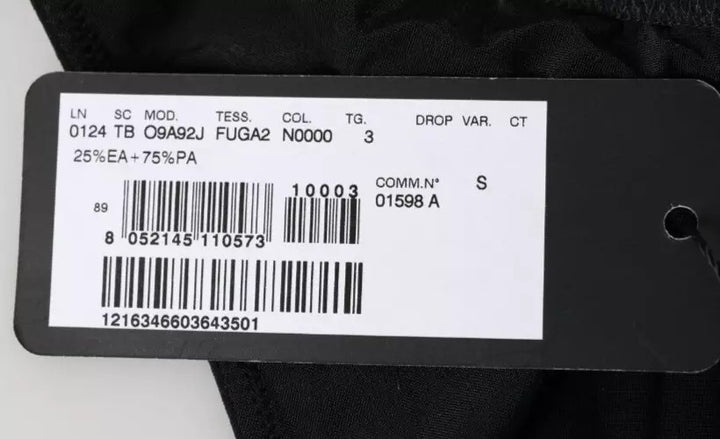 LN SC MOD. TESS. COL. TG. DROP VAR. CT
0124 TB O9A92J FUGA2 N0000 3
25%EA+75%PA
10003 COMM.N° S
89 01598 A
8 052145 110573
1216346603643501